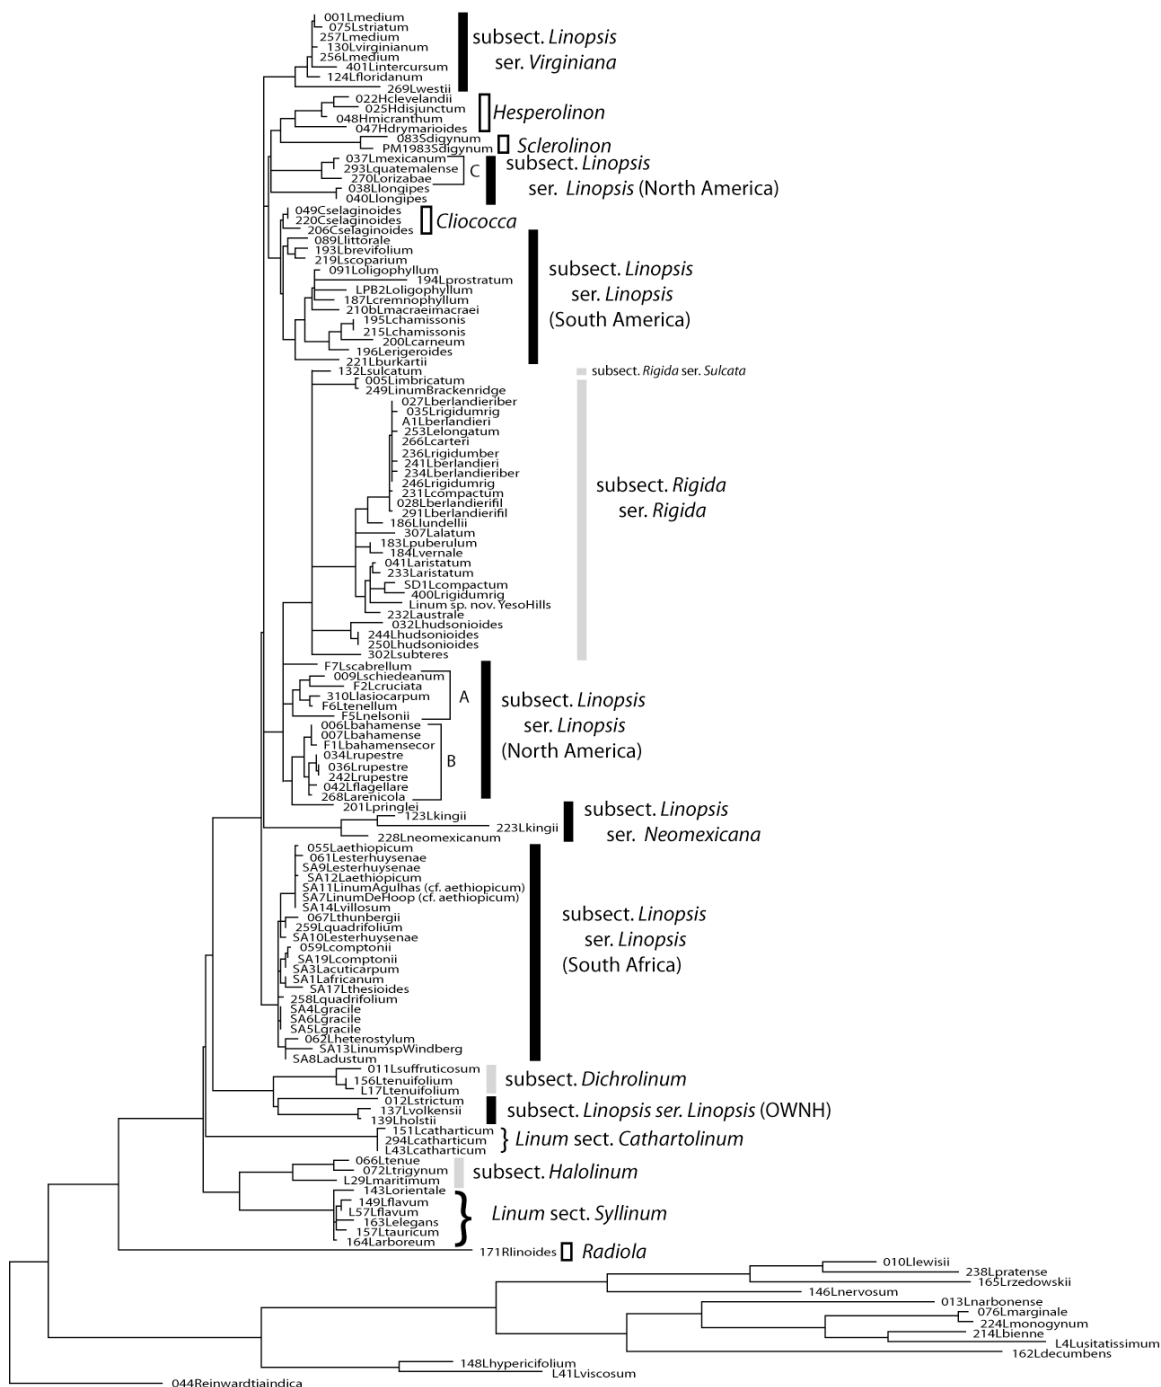 001Lmedium
075Lstriatum
257Lmedium
130Lvirginianum
256Lmedium
401Lintercursum
124Lfloridanum
269Lwestii
subsect. Linopsis
ser. Virginiana
022Hclevelandii
025Hdisjunctum
048Hmicranthum
047Hdrymarioides
Hesperolinon
083Sdigynum
PM1983Sdigynum
Sclerolinon
037Lmexicanum
293Lquatemalense
270Lorizabae
038Llongipes
040Llongipes
C
subsect. Linopsis
ser. Linopsis (North America)
049Cselaginoides
220Cselaginoides
206Cselaginoides
Cliococca
089Llittorale
193Lbrevifolium
219Lscoparium
091Loligophyllum
194Lprostratum
LPB2Loligophyllum
187Lcremnophyllum
210bLmacraeimacraei
195Lchamissonis
215Lchamissonis
200Lcarneum
196Lerigeroides
221Lburkartii
subsect. Linopsis
ser. Linopsis
(South America)
132Lsulcatum
subsect. Rigida ser. Sulcata
005Limbricatum
249LinumBrackenridge
027Lberlandieriber
035Lrigidumrig
A1Lberlandieri
253Lelongatum
266Lcarteri
236Lrigidumber
241Lberlandieri
234Lberlandieriber
246Lrigidumrig
231Lcompactum
028Lberlandierifil
291Lberlandierifil
186Llundellii
307Lalatum
183Lpuberulum
184Lvernale
041Laristatum
233Laristatum
SD1Lcompactum
400Lrigidumrig
Linum sp. nov. YesoHills
232Laustrale
032Lhudsonioides
244Lhudsonioides
250Lhudsonioides
302Lsubteres
subsect. Rigida
ser. Rigida
F7Lscabrellum
009Lschiedeanum
F2Lcruciata
310Llasiocarpum
F6Ltenellum
F5Lnelsonii
A
006Lbahamense
007Lbahamense
F1Lbahamensecor
034Lrupestre
036Lrupestre
242Lrupestre
042Lflagellare
268Larenicola
B
201Lpringlei
subsect. Linopsis
ser. Linopsis
(North America)
123Lkingii
223Lkingii
228Lneomexicanum
subsect. Linopsis
ser. Neomexicana
055Laethiopicum
061Lesterhuysenae
SA9Lesterhuysenae
SA12Laethiopicum
SA11LinumAgulhas (cf. aethiopicum)
SA7LinumDeHoop (cf. aethiopicum)
SA14Lvillosum
067Lthunbergii
259Lquadrifolium
SA10Lesterhuysenae
059Lcomptonii
SA19Lcomptonii
SA3Lacuticarpum
SA1Lafricanum
SA17Lthesioides
258Lquadrifolium
SA4Lgracile
SA6Lgracile
SA5Lgracile
062Lheterostylum
SA13LinumspWindberg
SA8Ladustum
subsect. Linopsis
ser. Linopsis
(South Africa)
011Lsuffruticosum
156Ltenuifolium
L17Ltenuifolium
subsect. Dichrolinum
012Lstrictum
137Lvolkensii
139Lholstii
subsect. Linopsis ser. Linopsis (OWNH)
151Lcatharticum
294Lcatharticum
L43Lcatharticum
Linum sect. Cathartolinum
066Ltenue
072Ltrigynum
L29Lmaritimum
subsect. Halolinum
143Lorientale
149Lflavum
L57Lflavum
163Lelegans
157Ltauricum
164Larboreum
Linum sect. Syllinum
171Rlinoides
Radiola
010Llewisii
238Lpratense
165Lrzedowskii
146Lnervosum
013Lnarbonense
076Lmarginale
224Lmonogynum
214Lbienne
L4Lusitatissimum
162Ldecumbens
148Lhypericifolium
L41Lviscosum
044Reinwardtiaindica